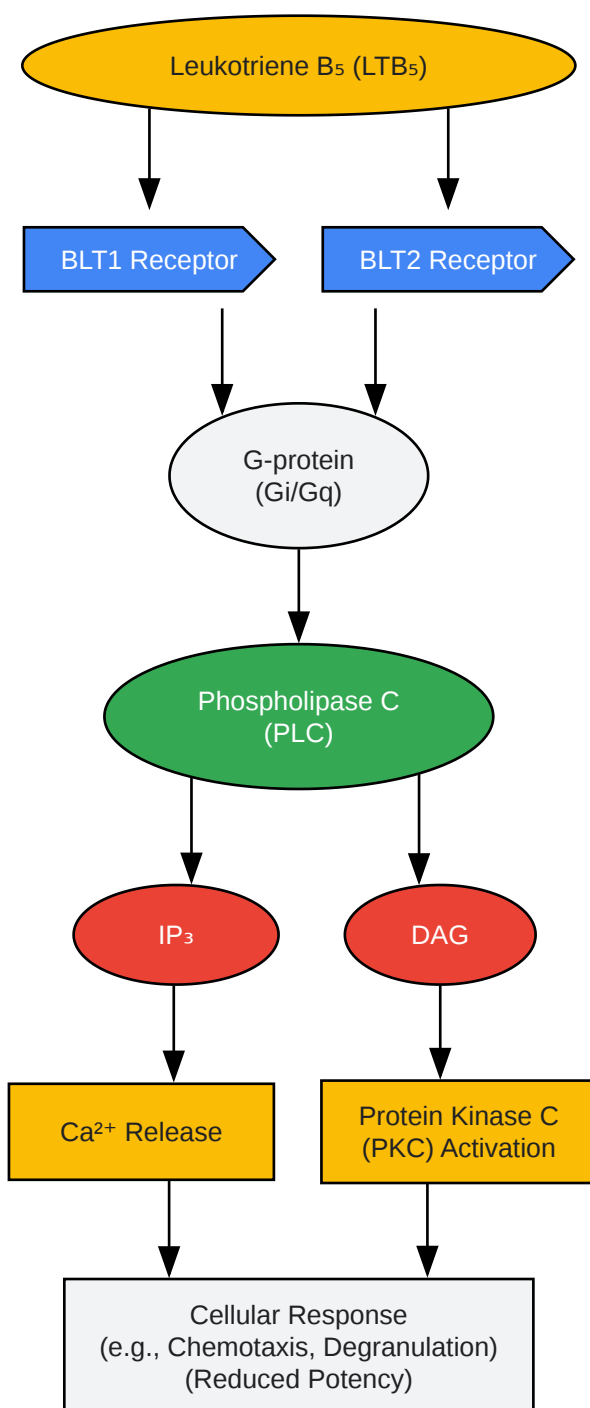 Leukotriene B₅ (LTB₅)
BLT1 Receptor
BLT2 Receptor
G-protein
(Gi/Gq)
Phospholipase C
(PLC)
IP₃
DAG
Ca²⁺ Release
Protein Kinase C
(PKC) Activation
Cellular Response
(e.g., Chemotaxis, Degranulation)
(Reduced Potency)